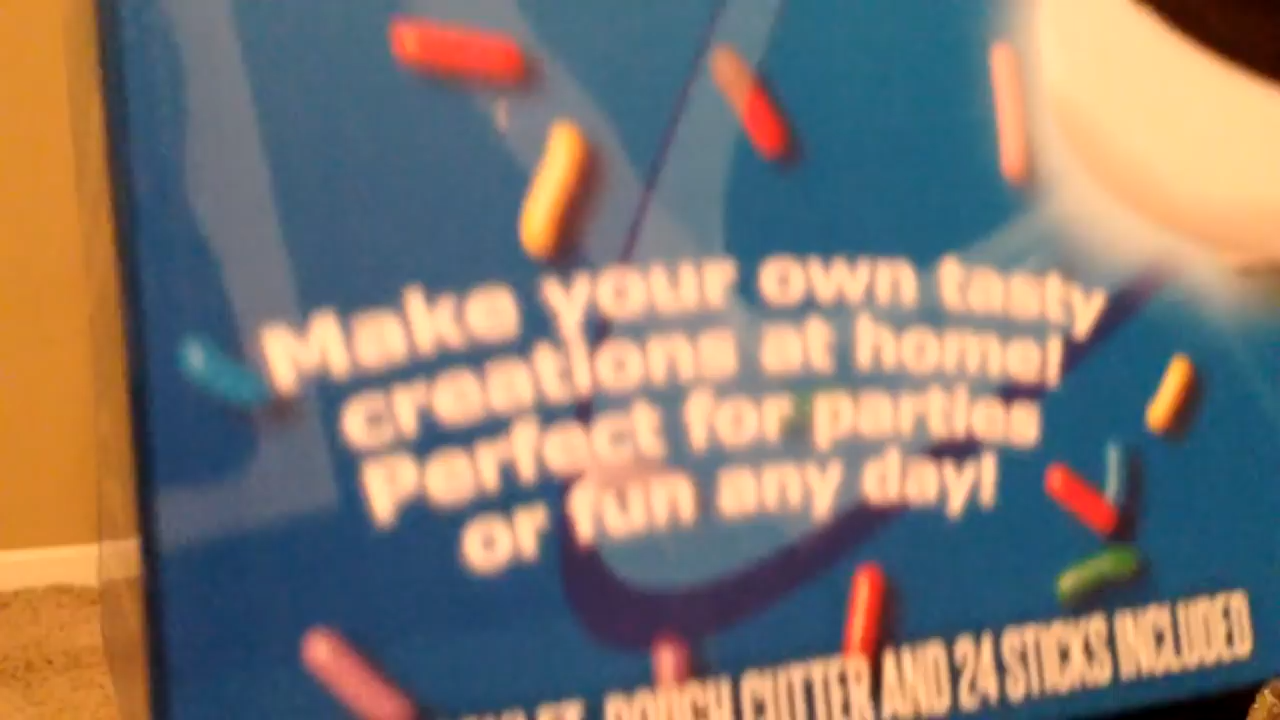 Make your own tasty
creations at home!
Perfect for parties
or fun any day!
DOUGH CUTTER AND 24 STICKS INCLUDED